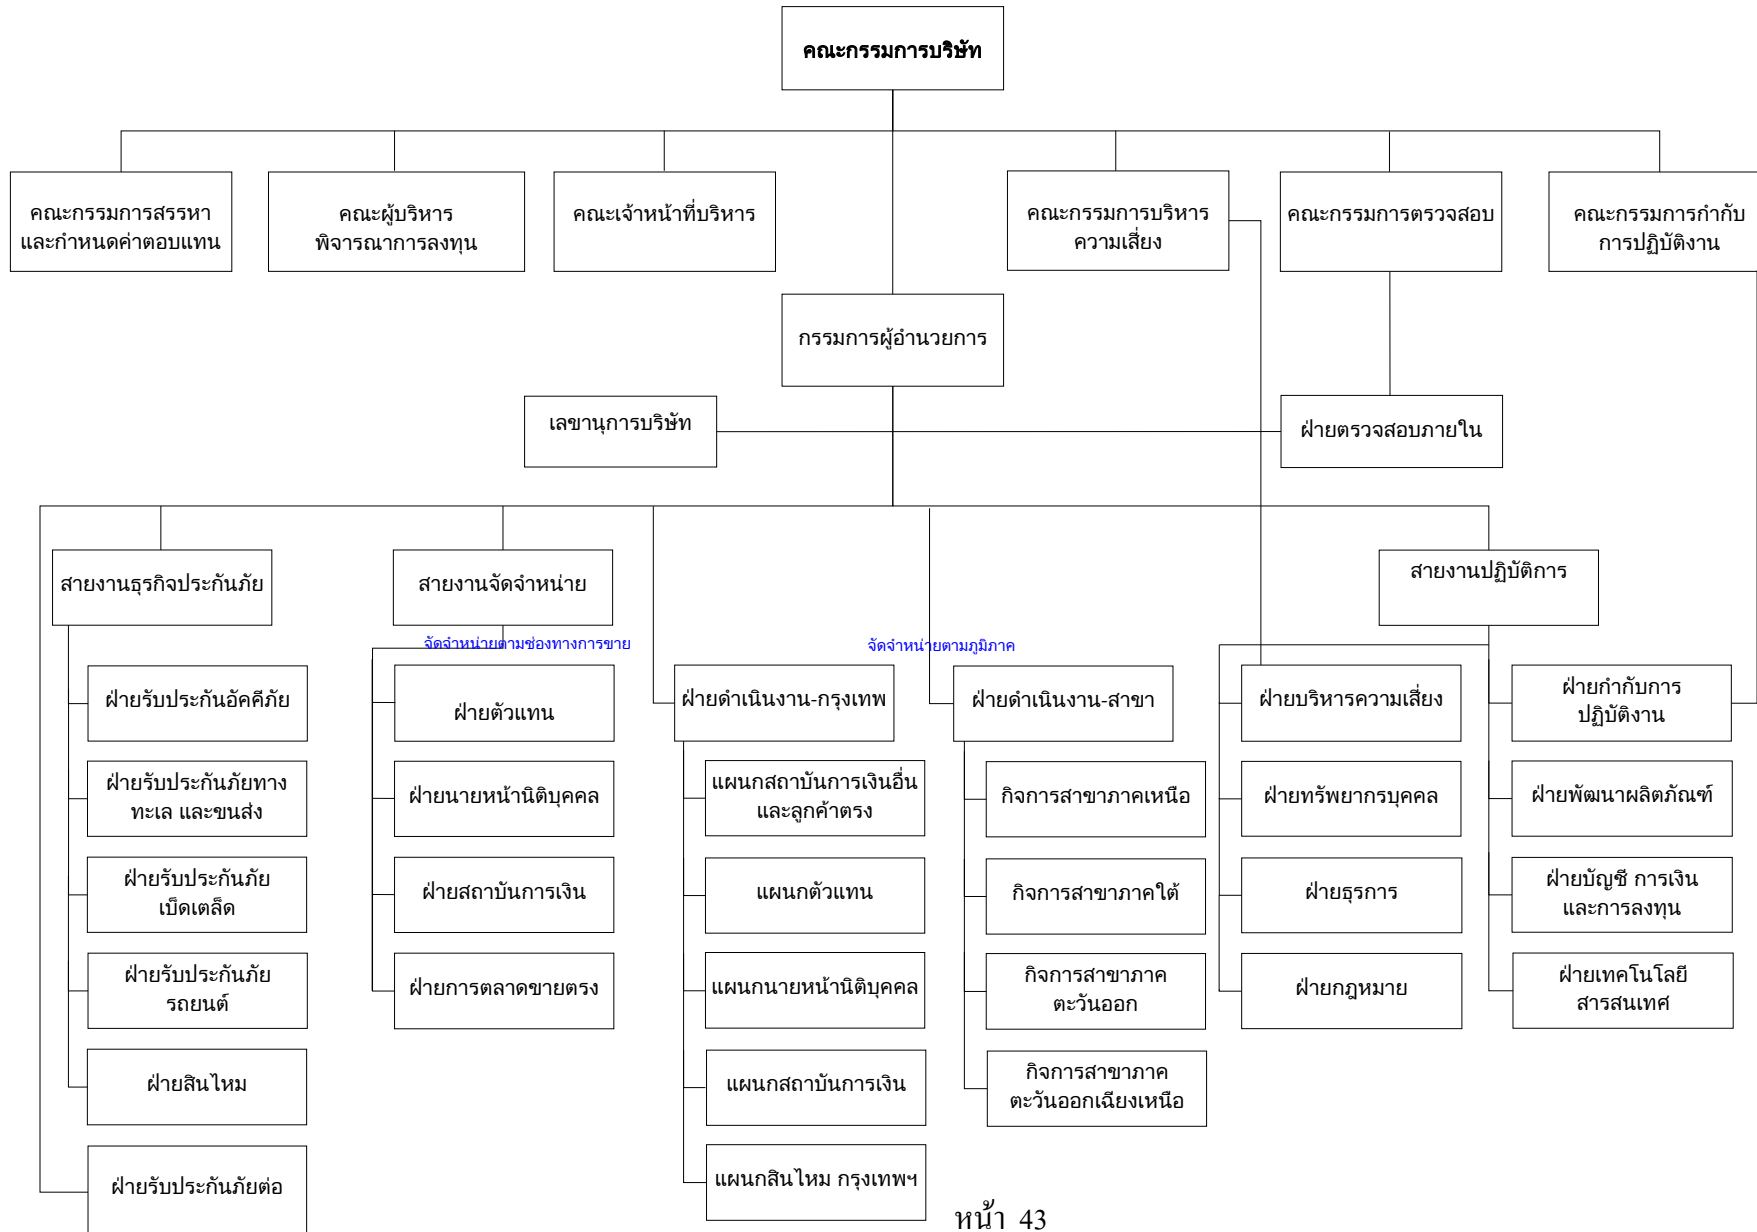 คณะกรรมการบริษัท
คณะกรรมการสรรหา
และกำหนดค่าตอบแทน
คณะผู้บริหาร
พิจารณาการลงทุน
คณะเจ้าหน้าที่บริหาร
คณะกรรมการบริหาร
ความเสี่ยง
คณะกรรมการตรวจสอบ
คณะกรรมการกำกับ
การปฏิบัติงาน
กรรมการผู้อำนวยการ
เลขานุการบริษัท
ฝ่ายตรวจสอบภายใน
สายงานธุรกิจประกันภัย
สายงานจัดจำหน่าย
สายงานปฏิบัติการ
จัดจำหน่ายตามช่องทางการขาย
จัดจำหน่ายตามภูมิภาค
ฝ่ายรับประกันอัคคีภัย
ฝ่ายรับประกันภัยทาง
ทะเล และขนส่ง
ฝ่ายรับประกันภัย
เบ็ดเตล็ด
ฝ่ายรับประกันภัย
รถยนต์
ฝ่ายสินไหม
ฝ่ายรับประกันภัยต่อ
ฝ่ายตัวแทน
ฝ่ายนายหน้านิติบุคคล
ฝ่ายสถาบันการเงิน
ฝ่ายการตลาดขายตรง
ฝ่ายดำเนินงาน-กรุงเทพ
แผนกสถาบันการเงินอื่น
และลูกค้าตรง
แผนกตัวแทน
แผนกนายหน้านิติบุคคล
แผนกสถาบันการเงิน
แผนกสินไหม กรุงเทพฯ
ฝ่ายดำเนินงาน-สาขา
กิจการสาขาภาคเหนือ
กิจการสาขาภาคใต้
กิจการสาขาภาค
ตะวันออก
กิจการสาขาภาค
ตะวันออกเฉียงเหนือ
ฝ่ายบริหารความเสี่ยง
ฝ่ายทรัพยากรบุคคล
ฝ่ายธุรการ
ฝ่ายกฎหมาย
ฝ่ายกำกับการ
ปฏิบัติงาน
ฝ่ายพัฒนาผลิตภัณฑ์
ฝ่ายบัญชี การเงิน
และการลงทุน
ฝ่ายเทคโนโลยี
สารสนเทศ
หน้า 43